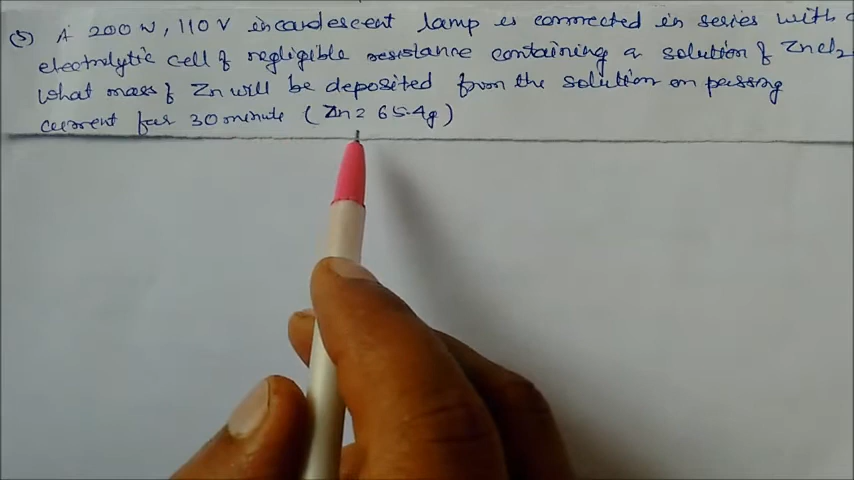 (5) A 200 W, 110 V incandescent lamp is connected in series with a
electrolytic cell of negligible resistance containing a solution of ZnCl2
What mass of Zn will be deposited from the solution on passing
current for 30 minute (Zn = 65.4g)